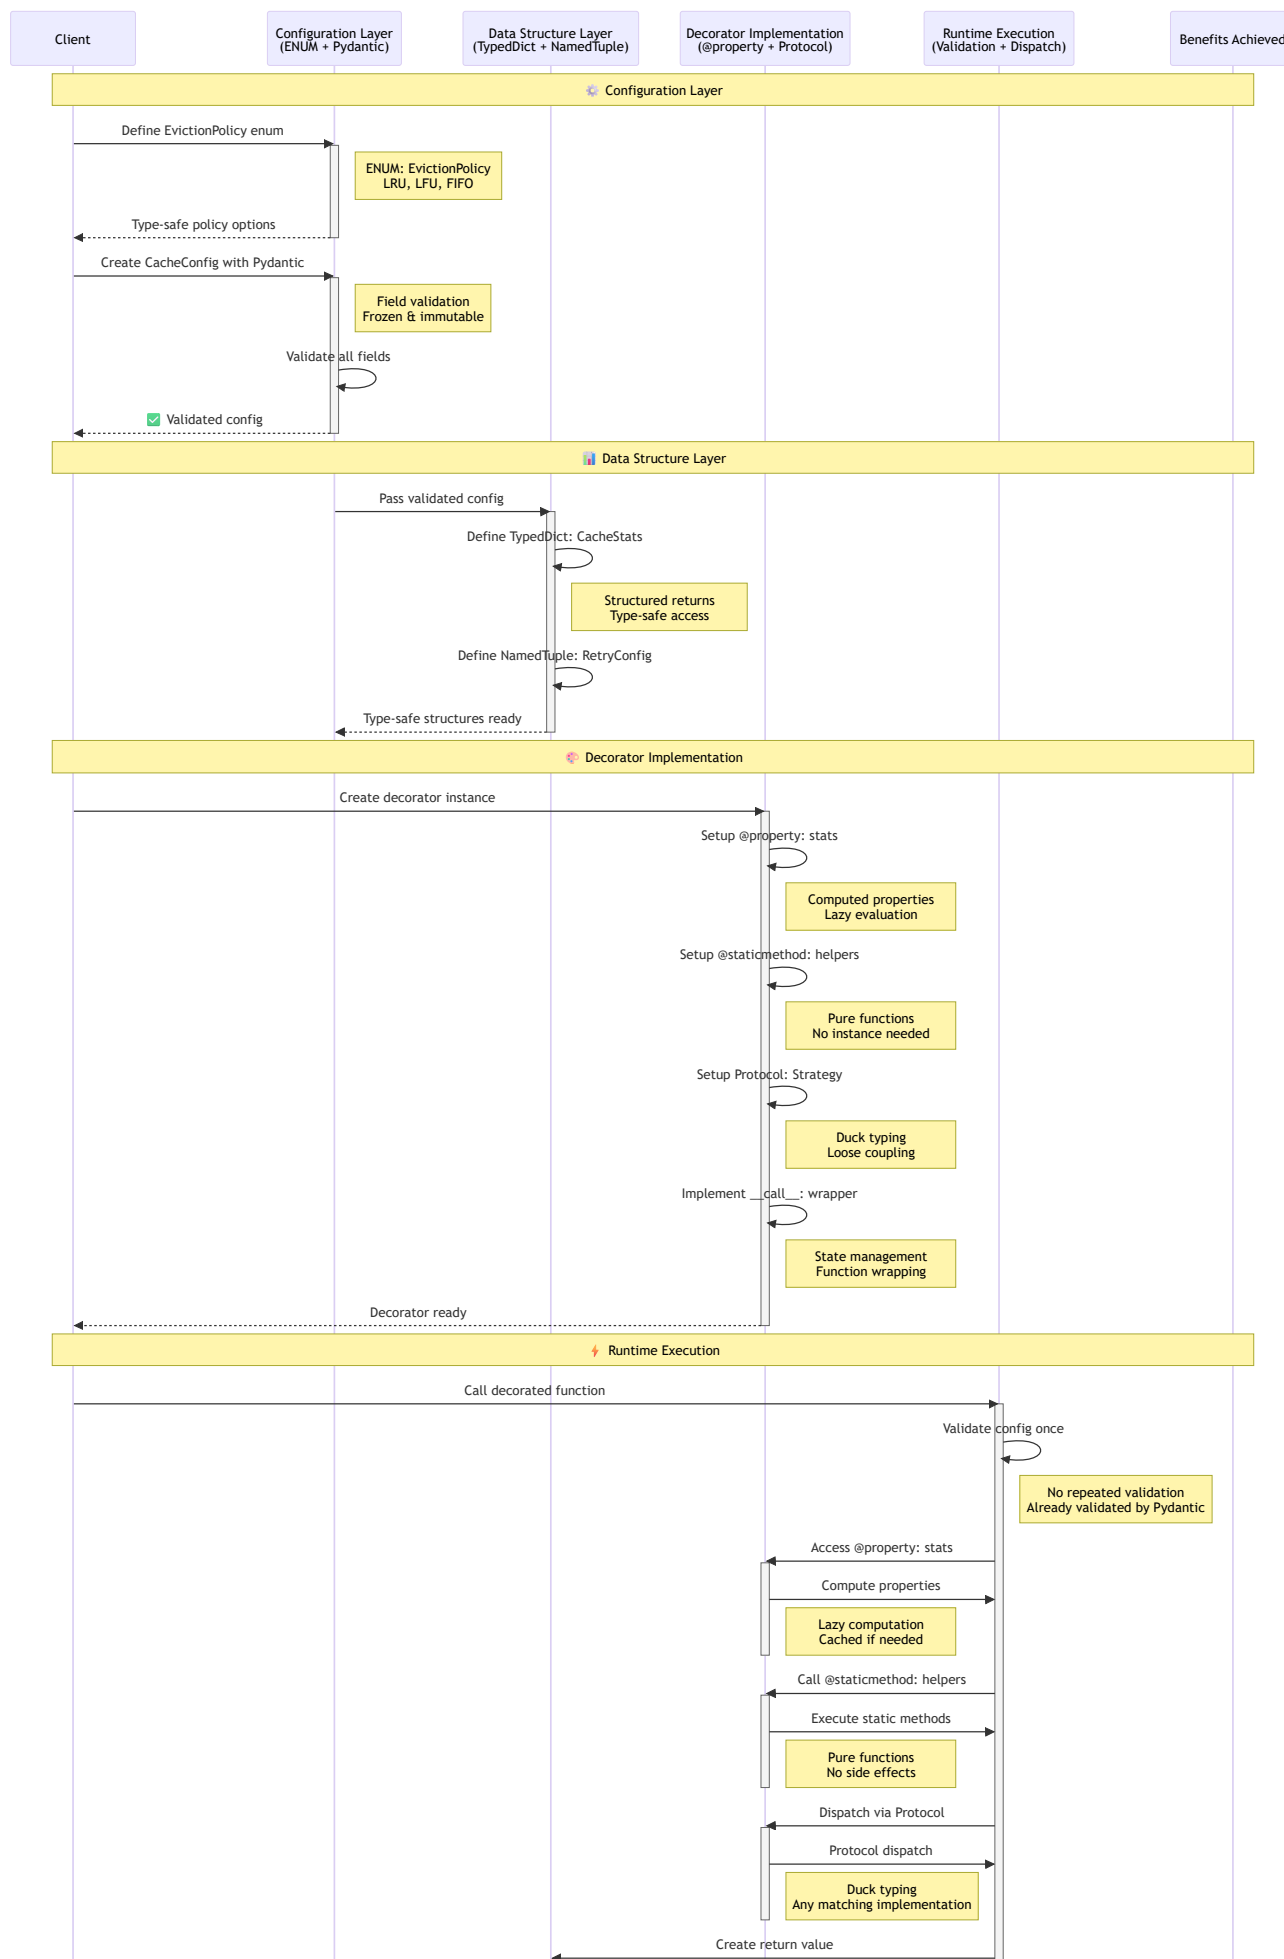 Client
Configuration Layer
(ENUM + Pydantic)
Data Structure Layer
(TypedDict + NamedTuple)
Decorator Implementation
(@property + Protocol)
Runtime Execution
(Validation + Dispatch)
Benefits Achieved
⚙️ Configuration Layer
Define EvictionPolicy enum
ENUM: EvictionPolicy
LRU, LFU, FIFO
Type-safe policy options
Create CacheConfig with Pydantic
Field validation
Frozen & immutable
Validate all fields
✅ Validated config
📊 Data Structure Layer
Pass validated config
Define TypedDict: CacheStats
Structured returns
Type-safe access
Define NamedTuple: RetryConfig
Type-safe structures ready
🎨 Decorator Implementation
Create decorator instance
Setup @property: stats
Computed properties
Lazy evaluation
Setup @staticmethod: helpers
Pure functions
No instance needed
Setup Protocol: Strategy
Duck typing
Loose coupling
Implement __call__: wrapper
State management
Function wrapping
Decorator ready
⚡ Runtime Execution
Call decorated function
Validate config once
No repeated validation
Already validated by Pydantic
Access @property: stats
Compute properties
Lazy computation
Cached if needed
Call @staticmethod: helpers
Execute static methods
Pure functions
No side effects
Dispatch via Protocol
Protocol dispatch
Duck typing
Any matching implementation
Create return value